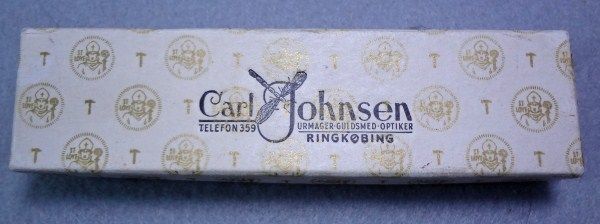 Carl Johnsen
TELEFON 359
URMAGER·GULDSMED·OPTIKER
RINGKØBING